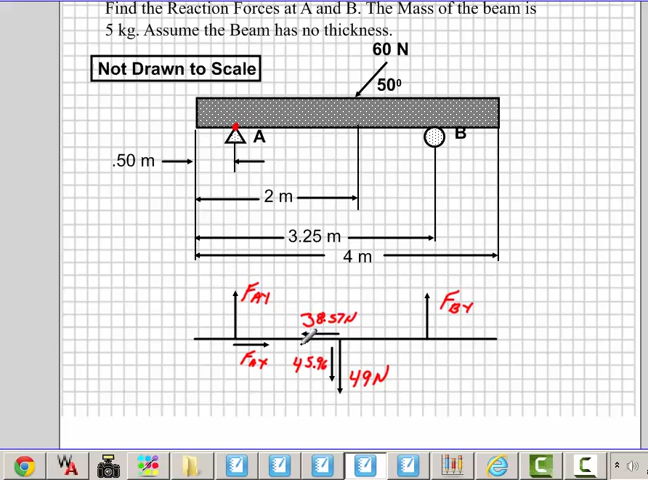 Find the Reaction Forces at A and B. The Mass of the beam is
5 kg. Assume the Beam has no thickness.
60 N
Not Drawn to Scale
50⁰
A
B
.50 m
2 m
3.25 m
4 m
FAY
38.57N
FBY
FAX
45.96
49N